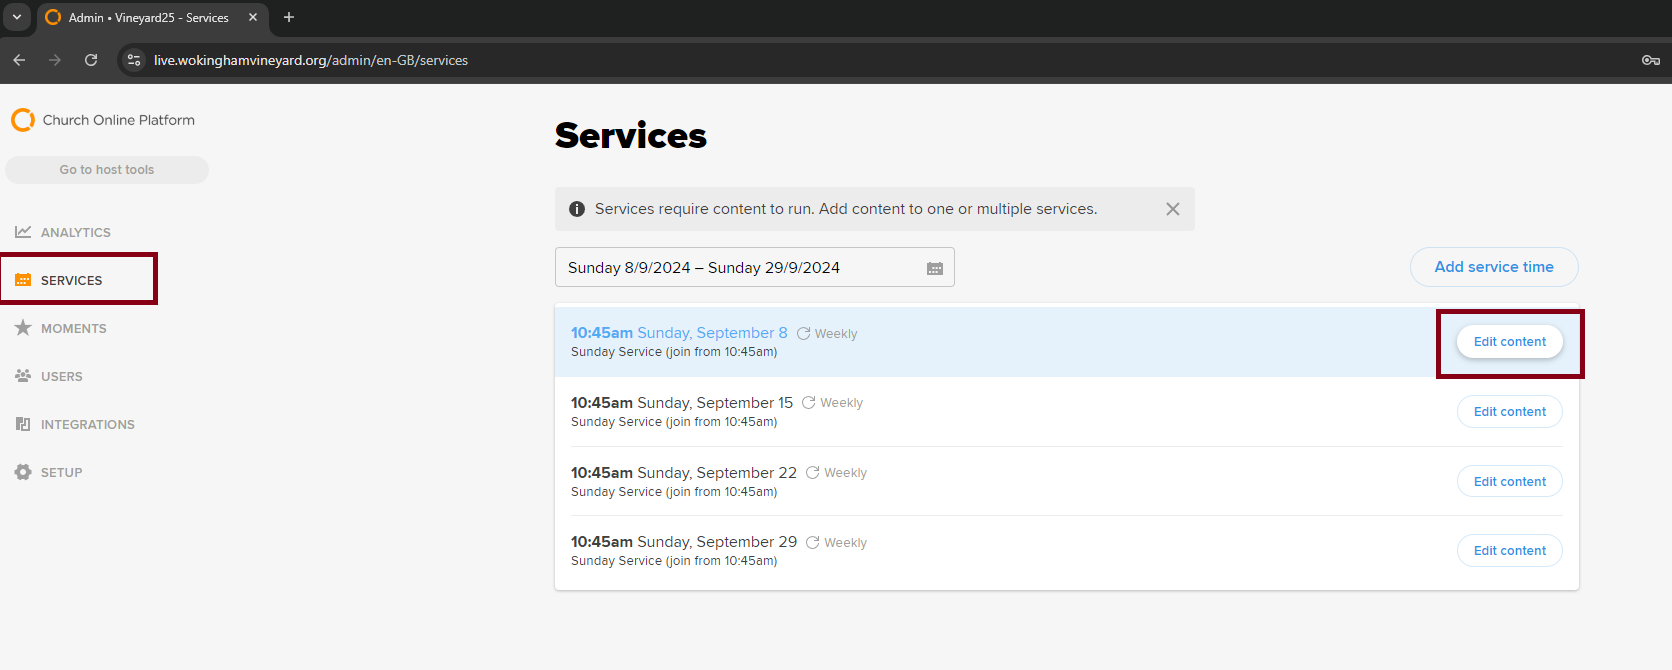 Admin • Vineyard25 - Services
live.wokinghamvineyard.org/admin/en-GB/services
Church Online Platform
Go to host tools
ANALYTICS
SERVICES
MOMENTS
USERS
INTEGRATIONS
SETUP
Services
Services require content to run. Add content to one or multiple services.
Sunday 8/9/2024 – Sunday 29/9/2024
Add service time
10:45am Sunday, September 8 Weekly
Sunday Service (join from 10:45am)
Edit content
10:45am Sunday, September 15 Weekly
Sunday Service (join from 10:45am)
Edit content
10:45am Sunday, September 22 Weekly
Sunday Service (join from 10:45am)
Edit content
10:45am Sunday, September 29 Weekly
Sunday Service (join from 10:45am)
Edit content